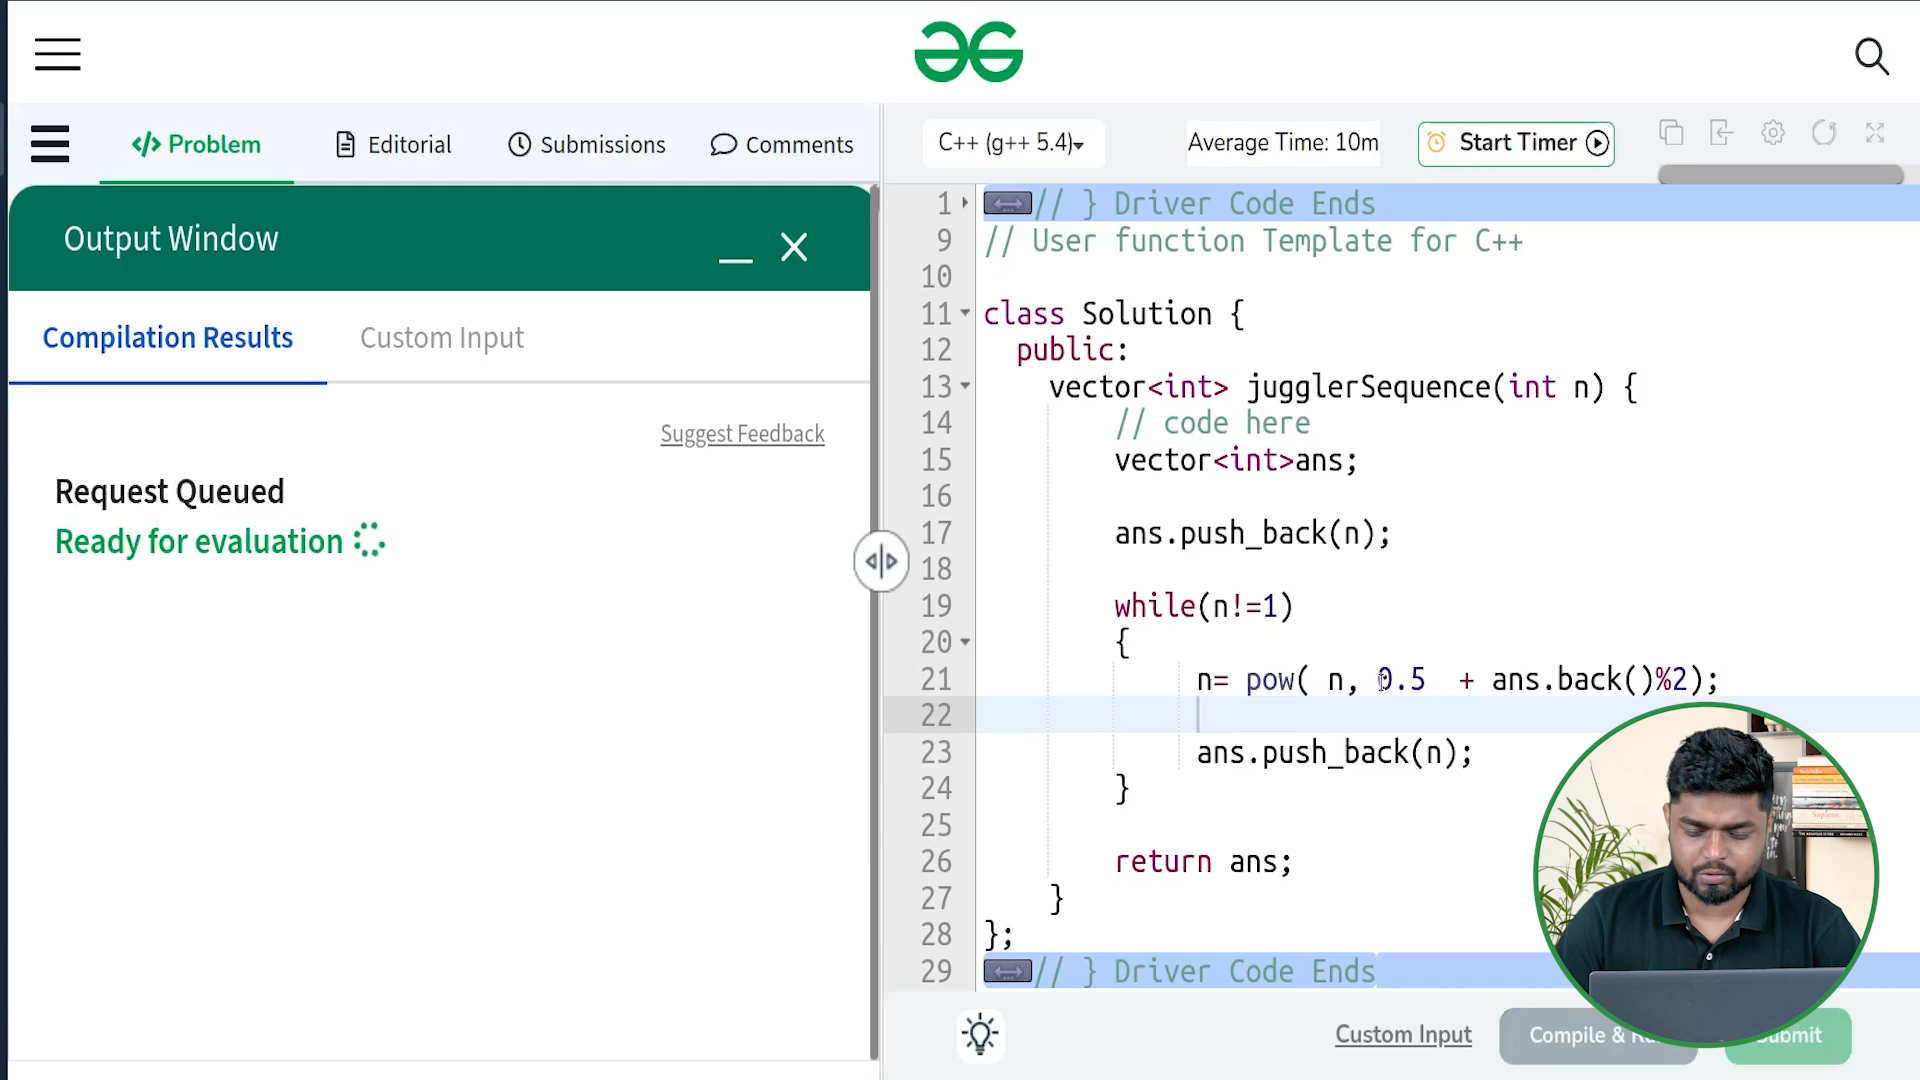 Problem
Editorial
Submissions
Comments
C++ (g++ 5.4)
Average Time: 10m
Start Timer
Output Window
Compilation Results
Custom Input
Suggest Feedback
Request Queued
Ready for evaluation
1 // } Driver Code Ends
9 // User function Template for C++
10
11 class Solution {
12 public:
13 vector<int> jugglerSequence(int n) {
14 // code here
15 vector<int>ans;
16
17 ans.push_back(n);
18
19 while(n!=1)
20 {
21 n= pow( n, 0.5 + ans.back()%2);
22
23 ans.push_back(n);
24 }
25
26 return ans;
27 }
28 };
29 // } Driver Code Ends
Sapiens
Custom Input
Compile &